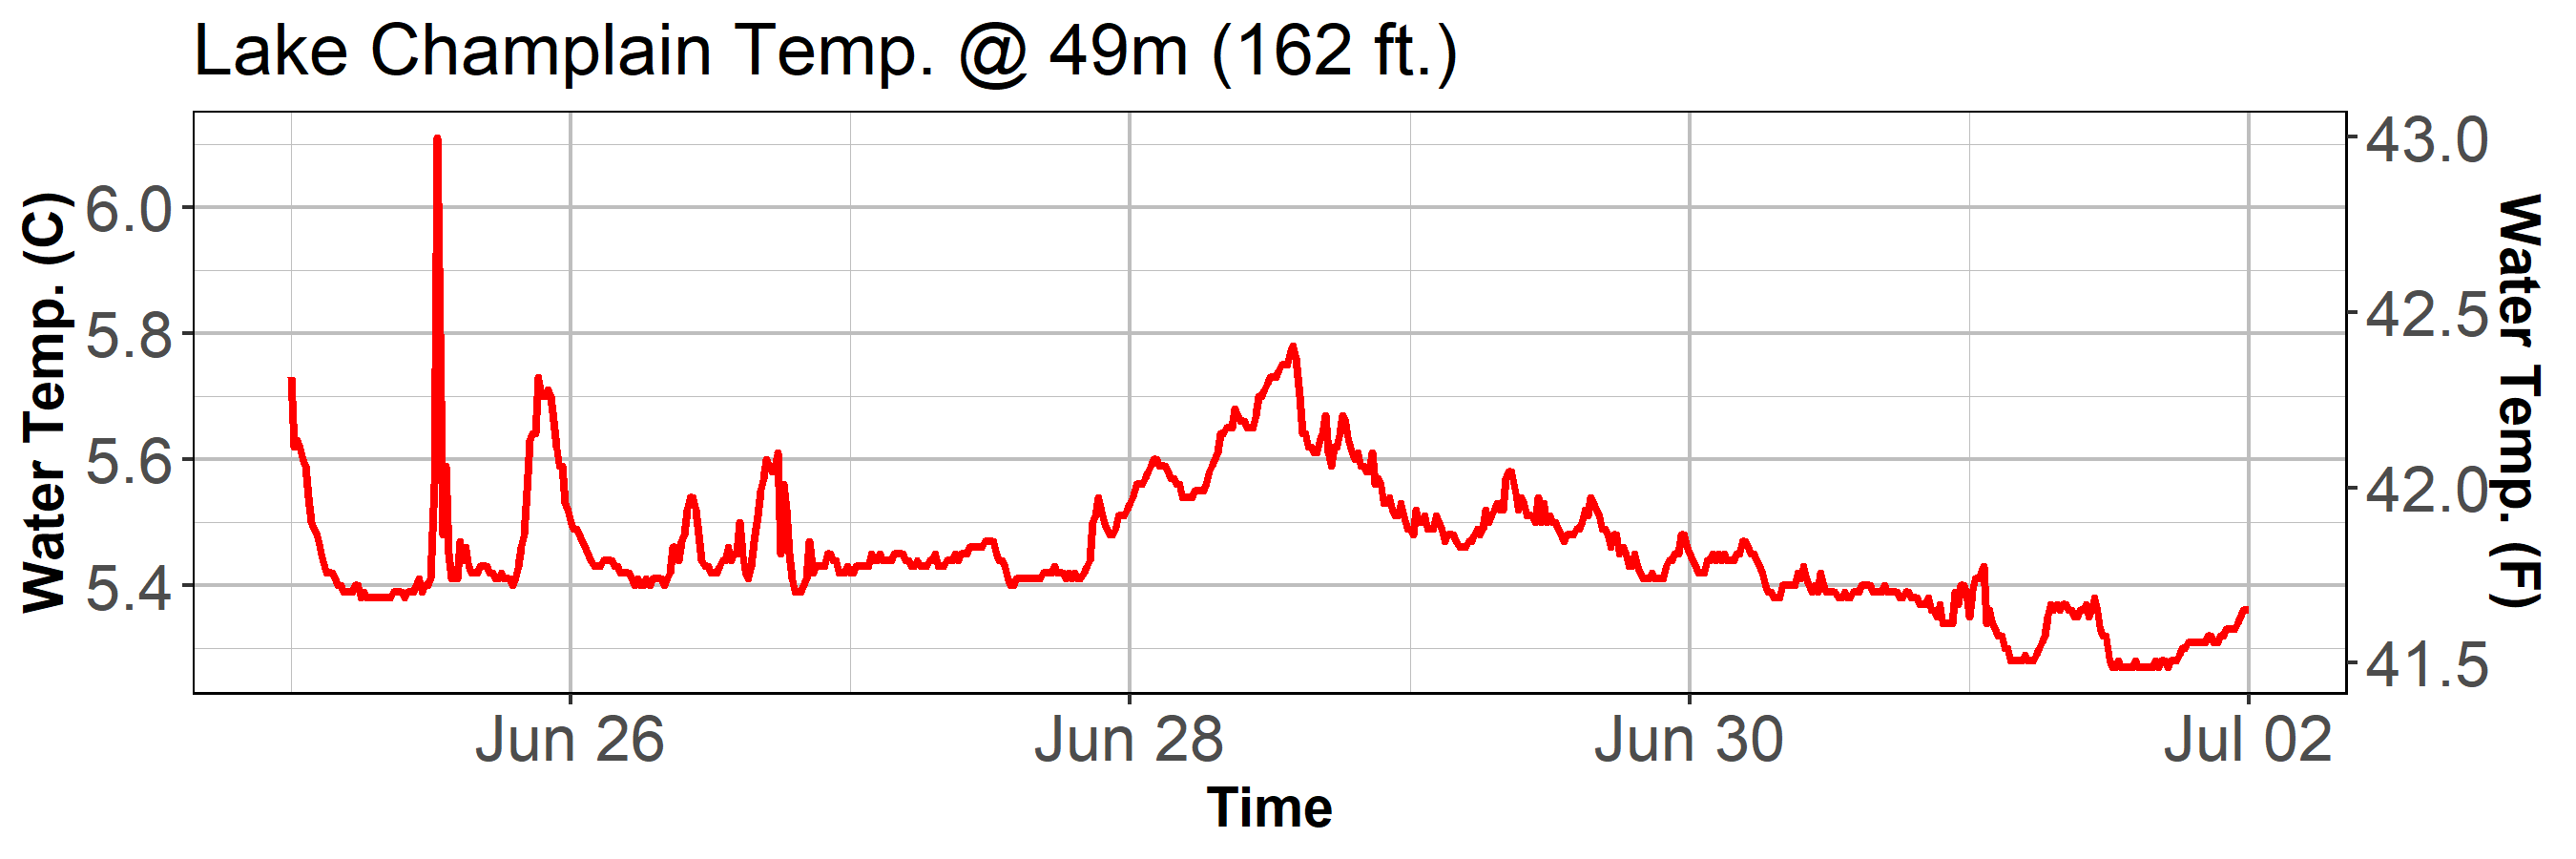 Lake Champlain Temp. @ 49m (162 ft.)
Water Temp. (C)
6.0
5.8
5.6
5.4
43.0
42.5
42.0
41.5
Water Temp. (F)
Jun 26 Jun 28 Jun 30 Jul 02
Time